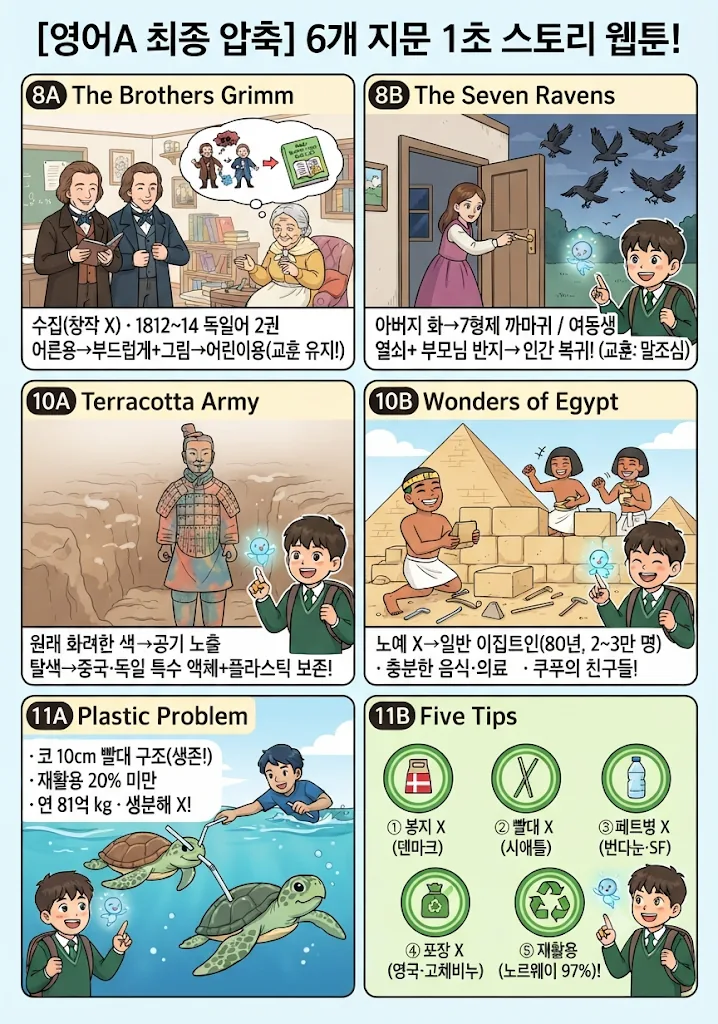 [영어A 최종 압축] 6개 지문 1초 스토리 웹툰!
8A The Brothers Grimm
수집(창작 X) · 1812~14 독일어 2권
어른용→부드럽게+그림→어린이용(교훈 유지!)
8B The Seven Ravens
아버지 화→7형제 까마귀 / 여동생
열쇠+ 부모님 반지→인간 복귀! (교훈: 말조심)
10A Terracotta Army
원래 화려한 색→공기 노출
탈색→중국·독일 특수 액체+플라스틱 보존!
10B Wonders of Egypt
노예 X→일반 이집트인(80년, 2~3만 명)
· 충분한 음식·의료 · 쿠푸의 친구들!
11A Plastic Problem
· 코 10cm 빨대 구조(생존!)
· 재활용 20% 미만
· 연 81억 kg · 생분해 X!
11B Five Tips
① 봉지 X
(덴마크)
② 빨대 X
(시애틀)
③ 페트병 X
(번다눈·SF)
④ 포장 X
(영국·고체비누)
⑤ 재활용
(노르웨이 97%)!